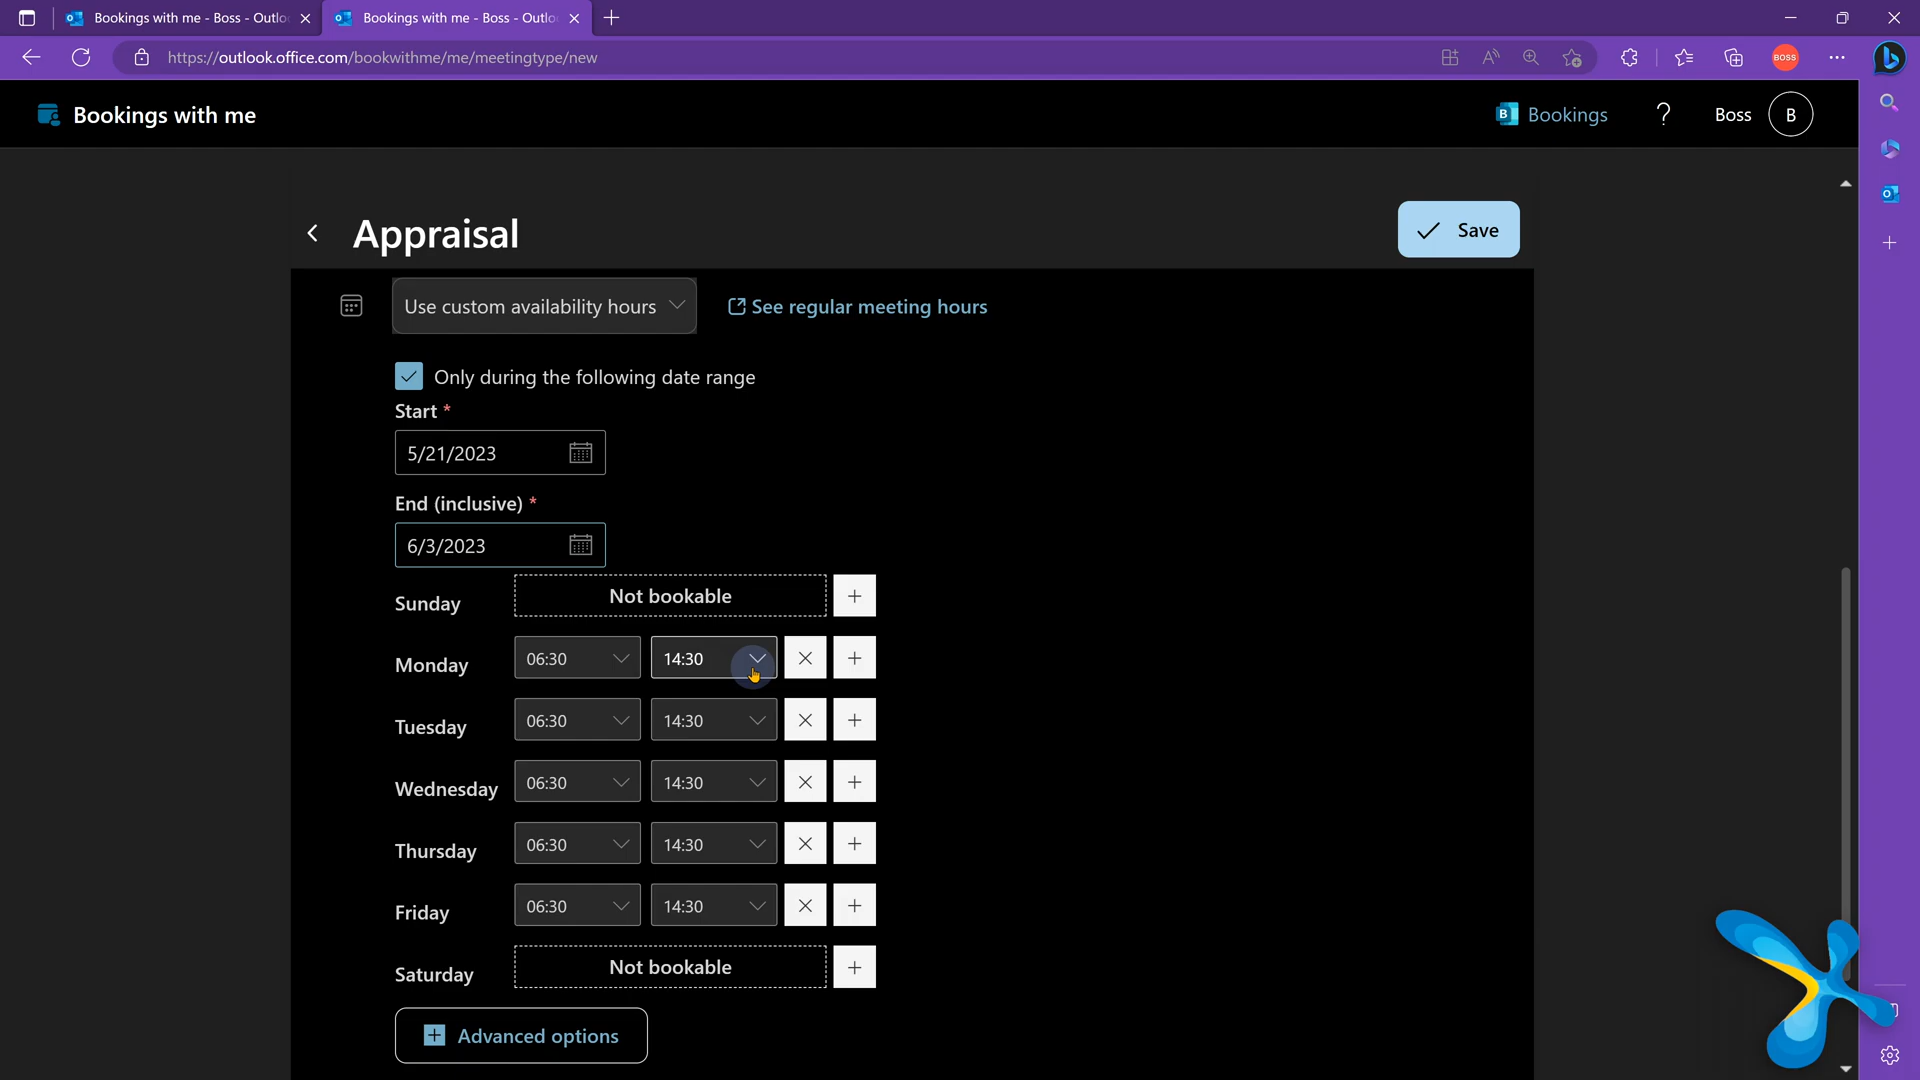 Bookings with me - Boss - Outlo
Bookings with me - Boss - Outlo
https://outlook.office.com/bookwithme/me/meetingtype/new
BOSS
Bookings with me
B Bookings
?
Boss
B
Appraisal
Save
Use custom availability hours
See regular meeting hours
Only during the following date range
Start *
5/21/2023
End (inclusive) *
6/3/2023
Sunday Not bookable
Monday 06:30 14:30
Tuesday 06:30 14:30
Wednesday 06:30 14:30
Thursday 06:30 14:30
Friday 06:30 14:30
Saturday Not bookable
Advanced options